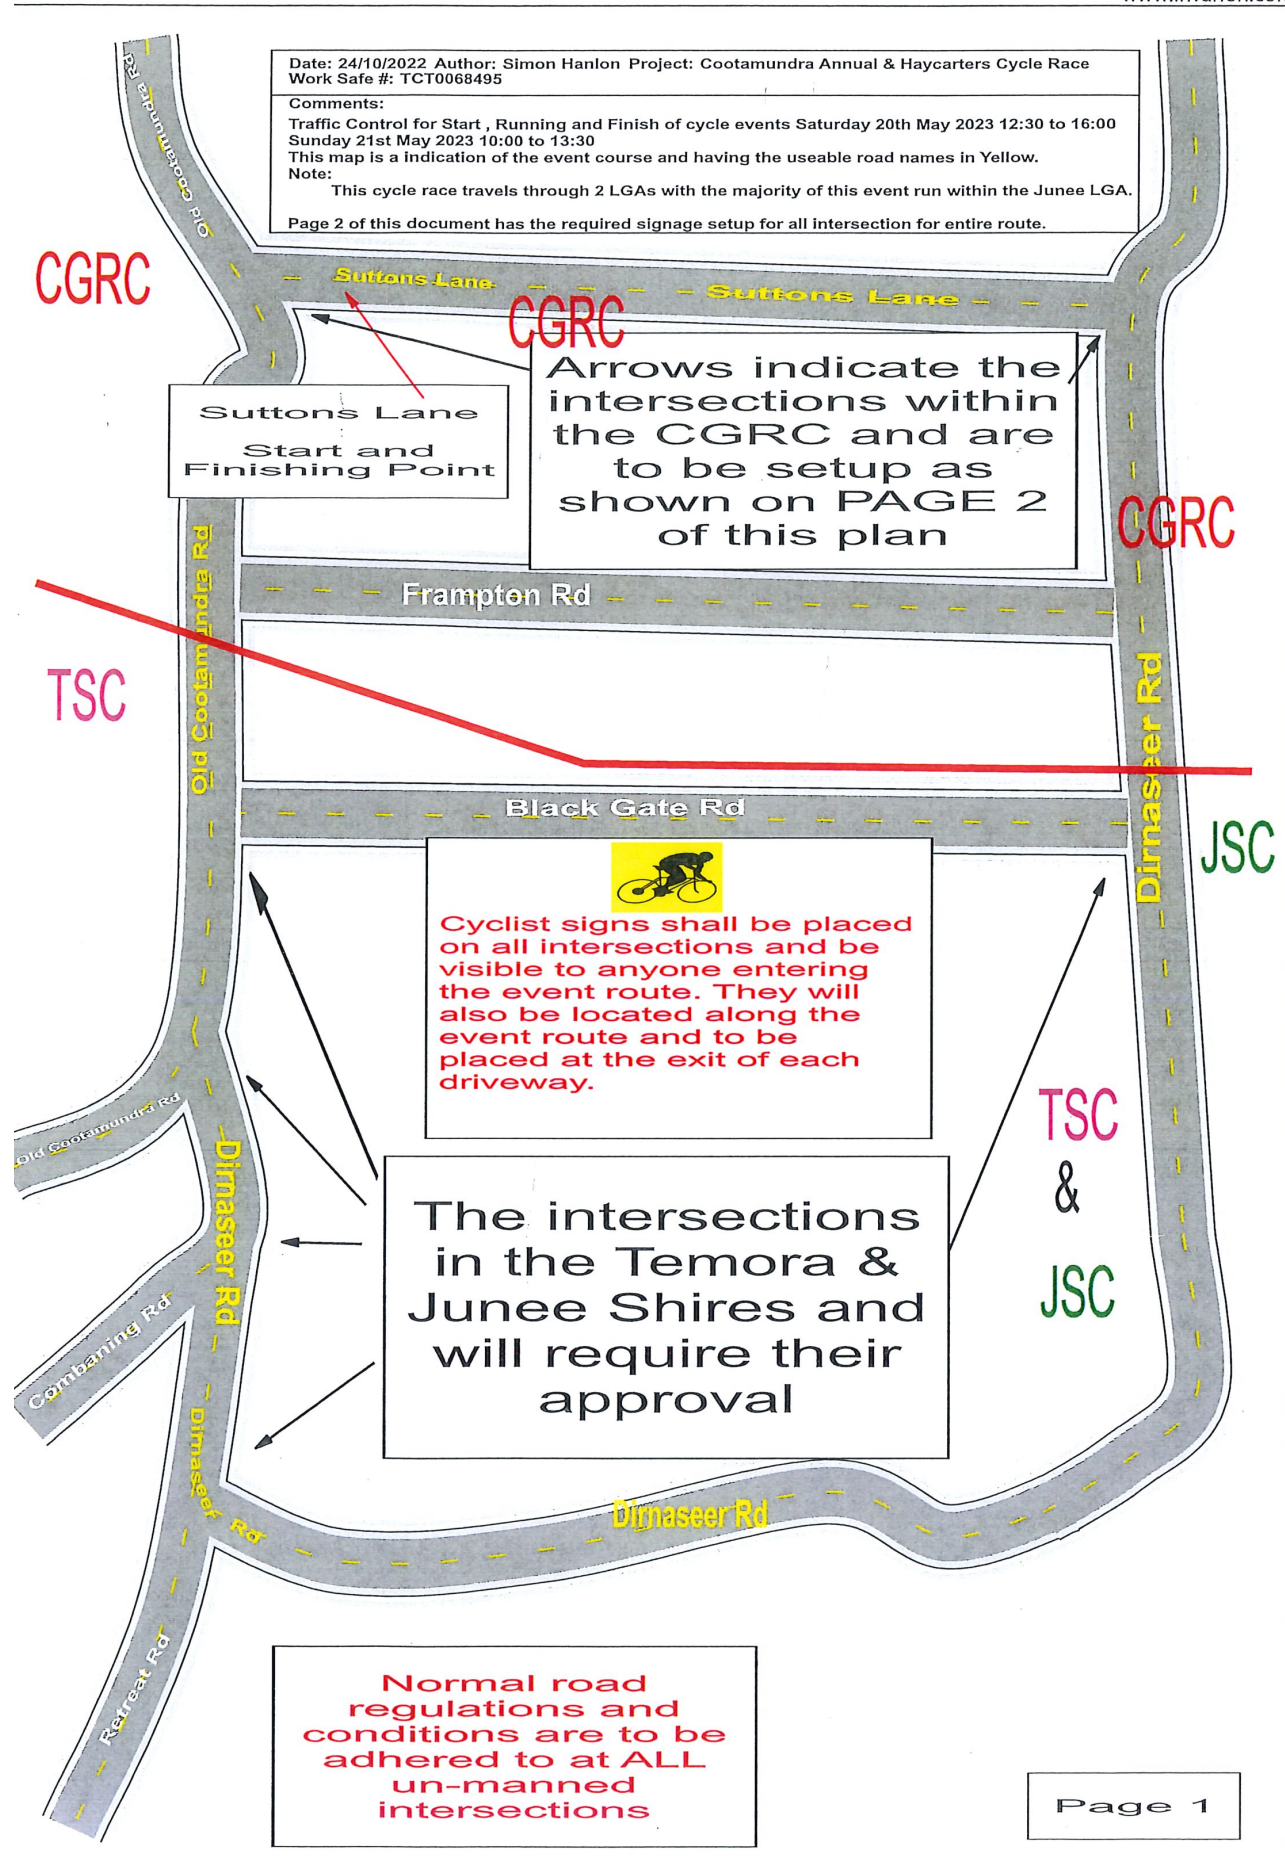 Date: 24/10/2022 Author: Simon Hanlon Project: Cootamundra Annual & Haycarters Cycle Race
Work Safe #: TCT0068495
Comments:
Traffic Control for Start , Running and Finish of cycle events Saturday 20th May 2023 12:30 to 16:00
Sunday 21st May 2023 10:00 to 13:30
This map is a indication of the event course and having the useable road names in Yellow.
Note:
This cycle race travels through 2 LGAs with the majority of this event run within the Junee LGA.
Page 2 of this document has the required signage setup for all intersection for entire route.
Old Cootamundra Rd
CGRC
Suttons Lane
Suttons Lane
CGRC
Arrows indicate the
intersections within
the CGRC and are
to be setup as
shown on PAGE 2
of this plan
Suttons Lane
Start and
Finishing Point
CGRC
Old Cootamundra Rd
Frampton Rd
TSC
Dirnaseer Rd
Black Gate Rd
JSC
Cyclist signs shall be placed
on all intersections and be
visible to anyone entering
the event route. They will
also be located along the
event route and to be
placed at the exit of each
driveway.
Old Cootamundra Rd
Dirnaseer Rd
TSC
&
JSC
The intersections
in the Temora &
Junee Shires and
will require their
approval
Combaning Rd
Dirnaseer Rd
Dirnaseer Rd
Retreat Rd
Normal road
regulations and
conditions are to be
adhered to at ALL
un-manned
intersections
Page 1